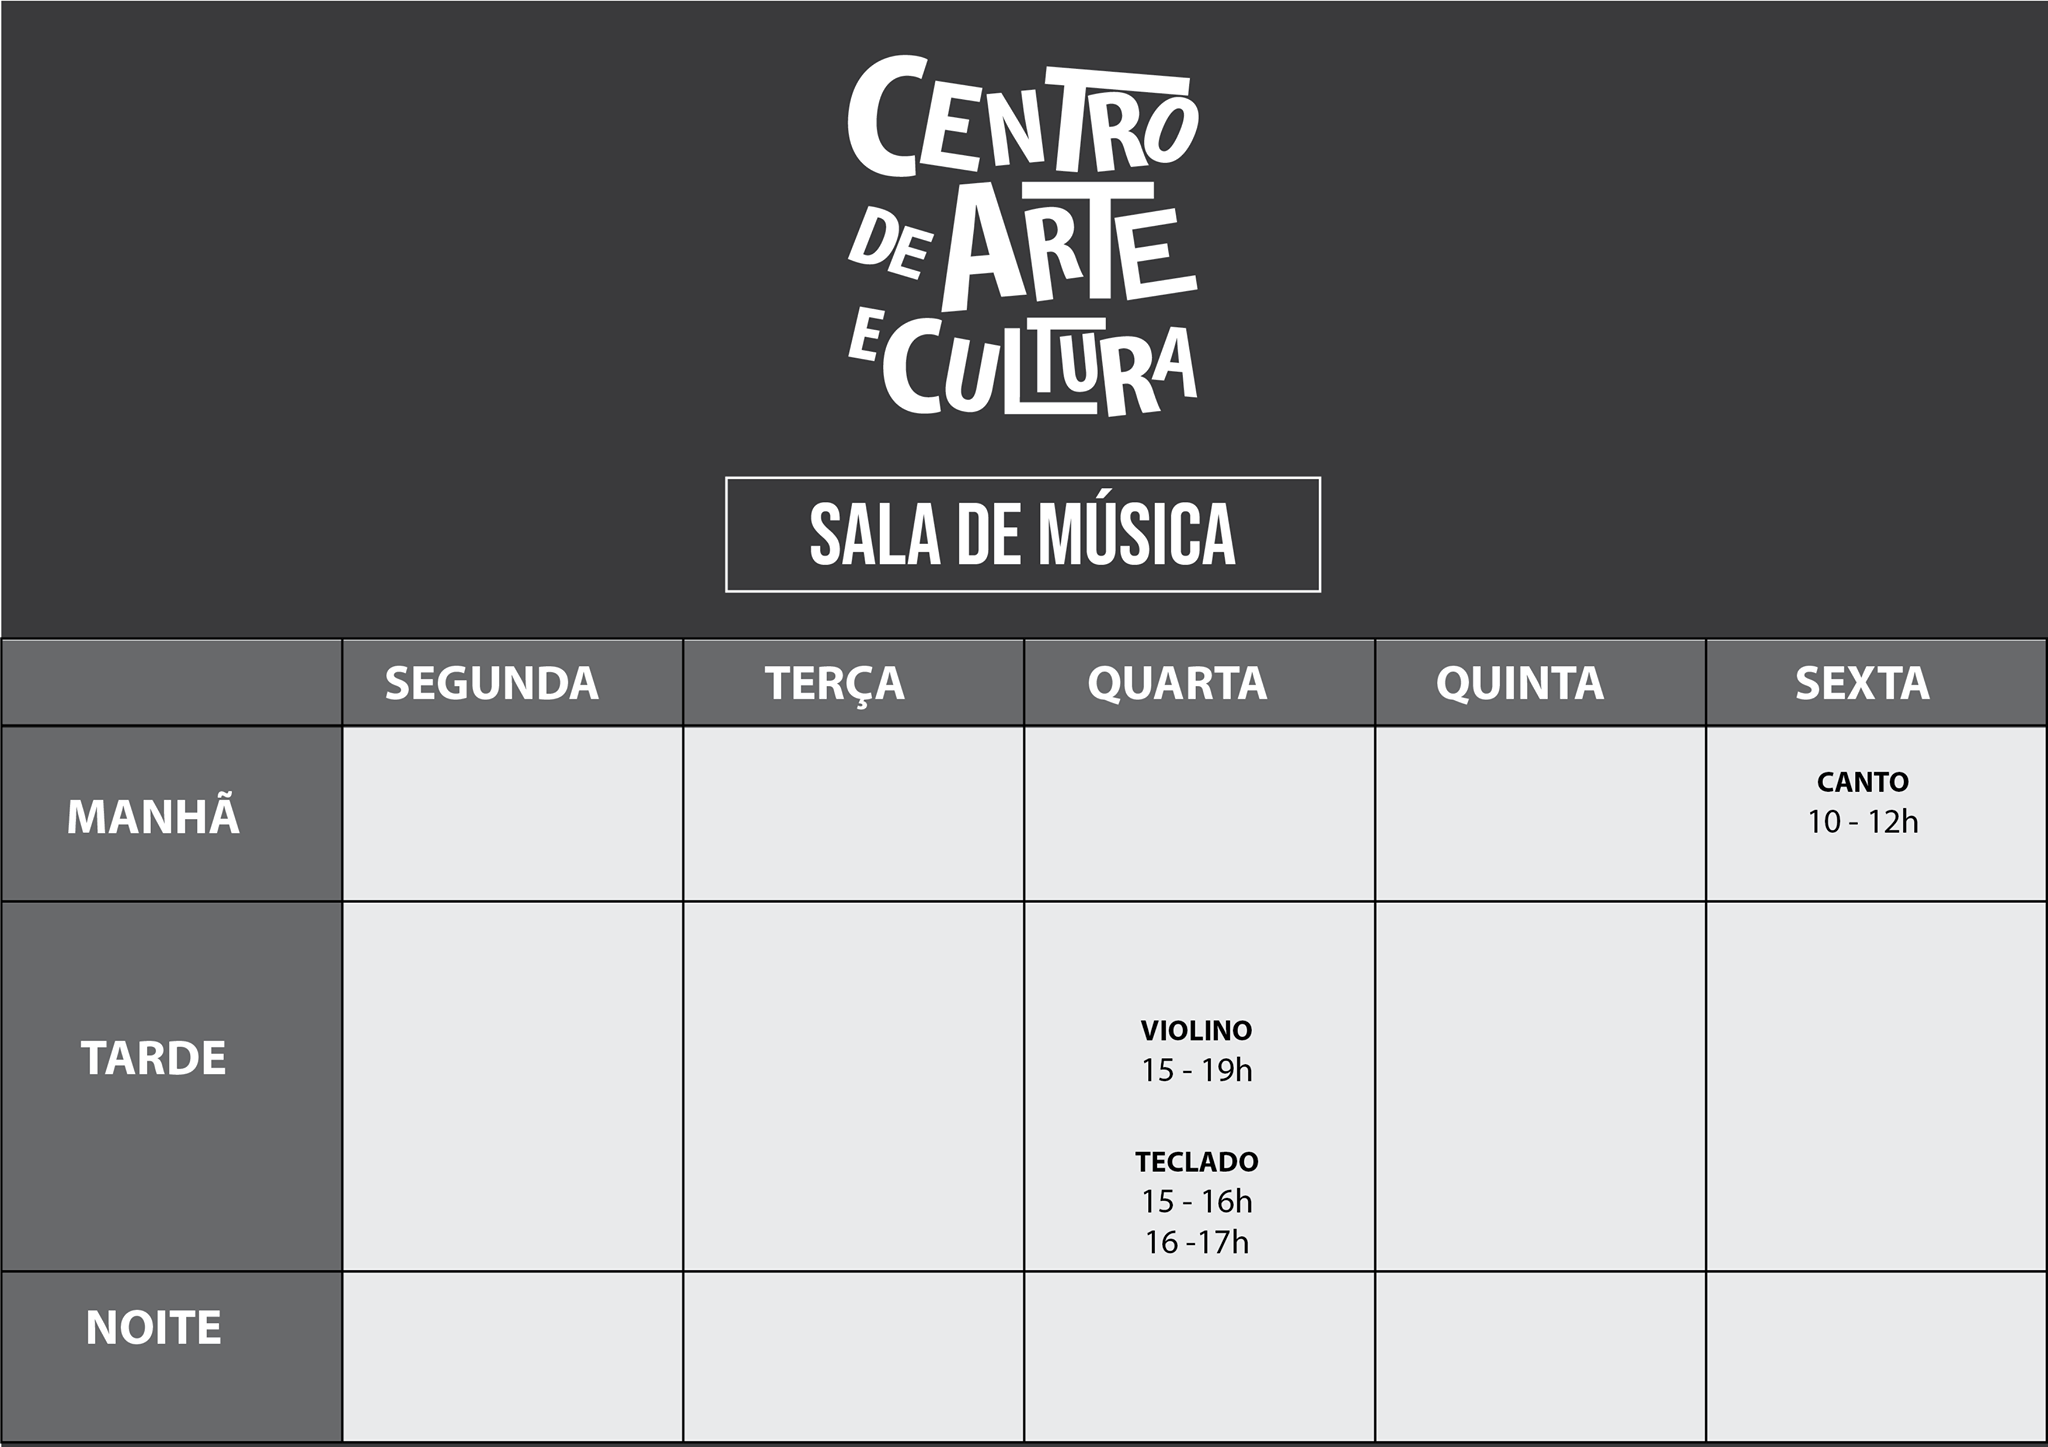 CENTRO
DE ARTE
E CULTURA
SALA DE MÚSICA
SEGUNDA TERÇA QUARTA QUINTA SEXTA
MANHÃ
CANTO
10 - 12h
TARDE
VIOLINO
15 - 19h
TECLADO
15 - 16h
16 -17h
NOITE